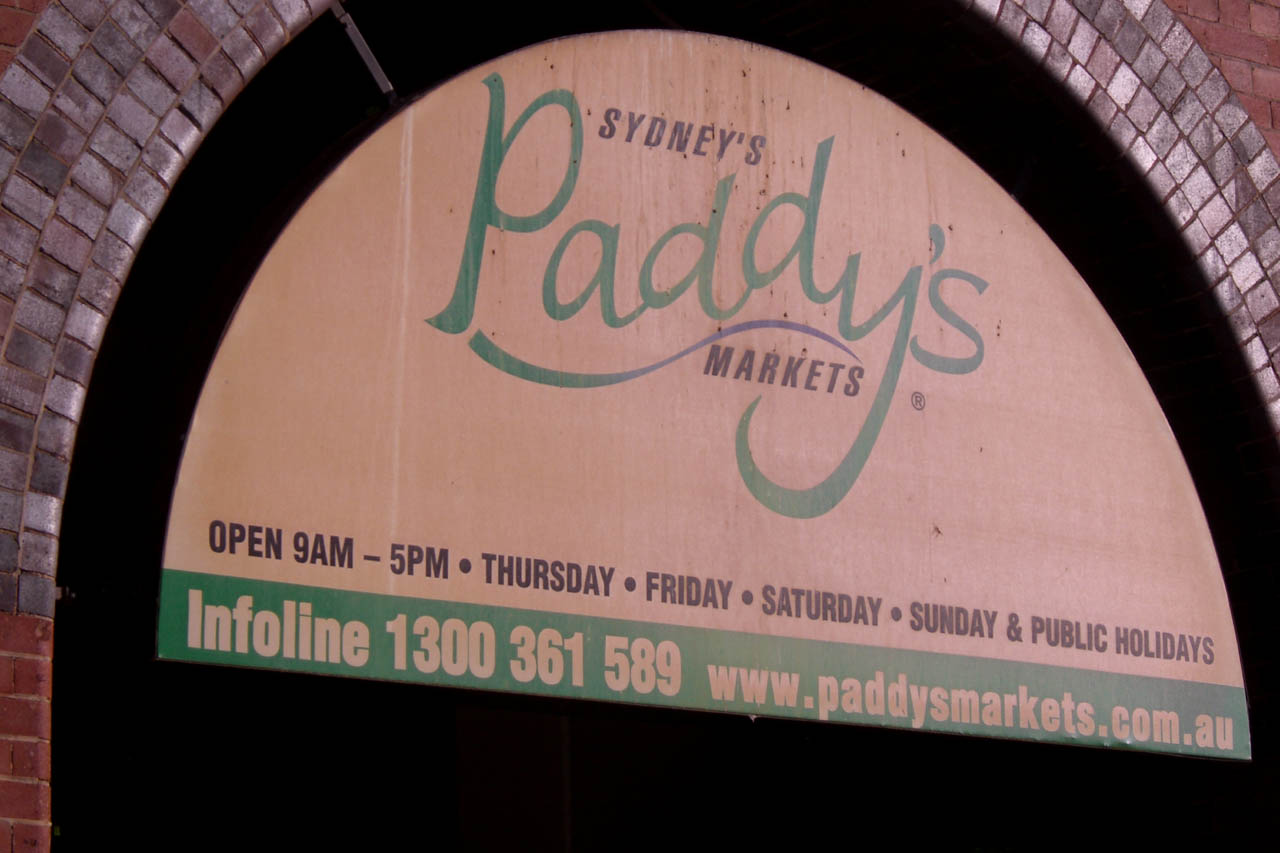 SYDNEY'S
Paddy's
MARKETS
®
OPEN 9AM – 5PM • THURSDAY • FRIDAY • SATURDAY • SUNDAY & PUBLIC HOLIDAYS
Infoline 1300 361 589 www.paddysmarkets.com.au